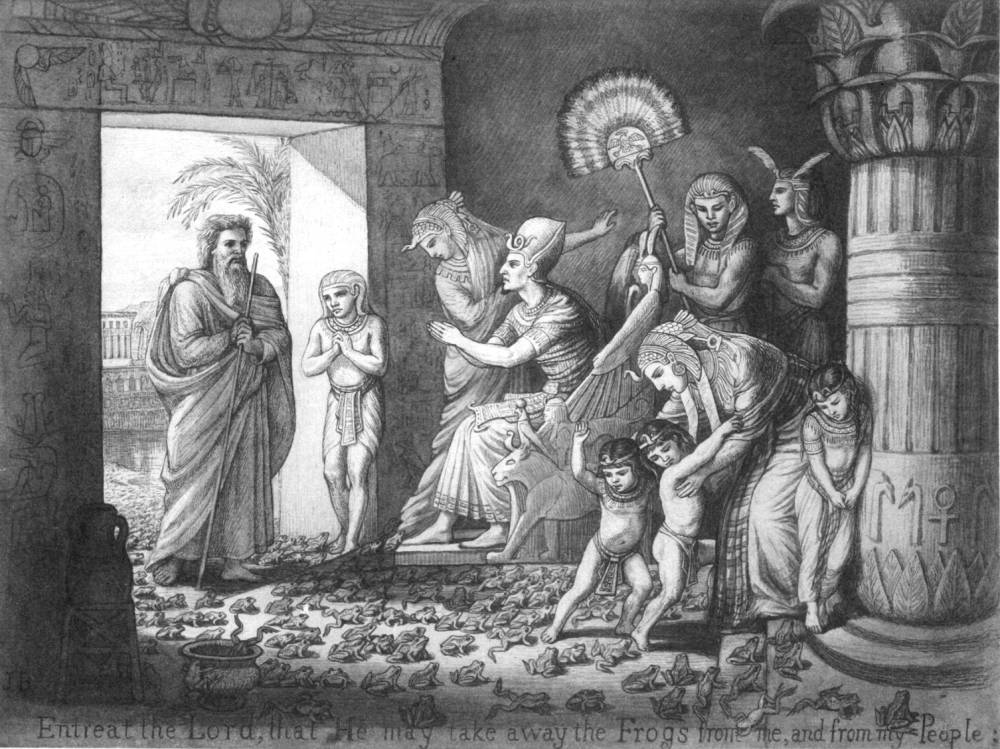 Entreat the Lord, that He may take away the Frogs from me, and from my People: